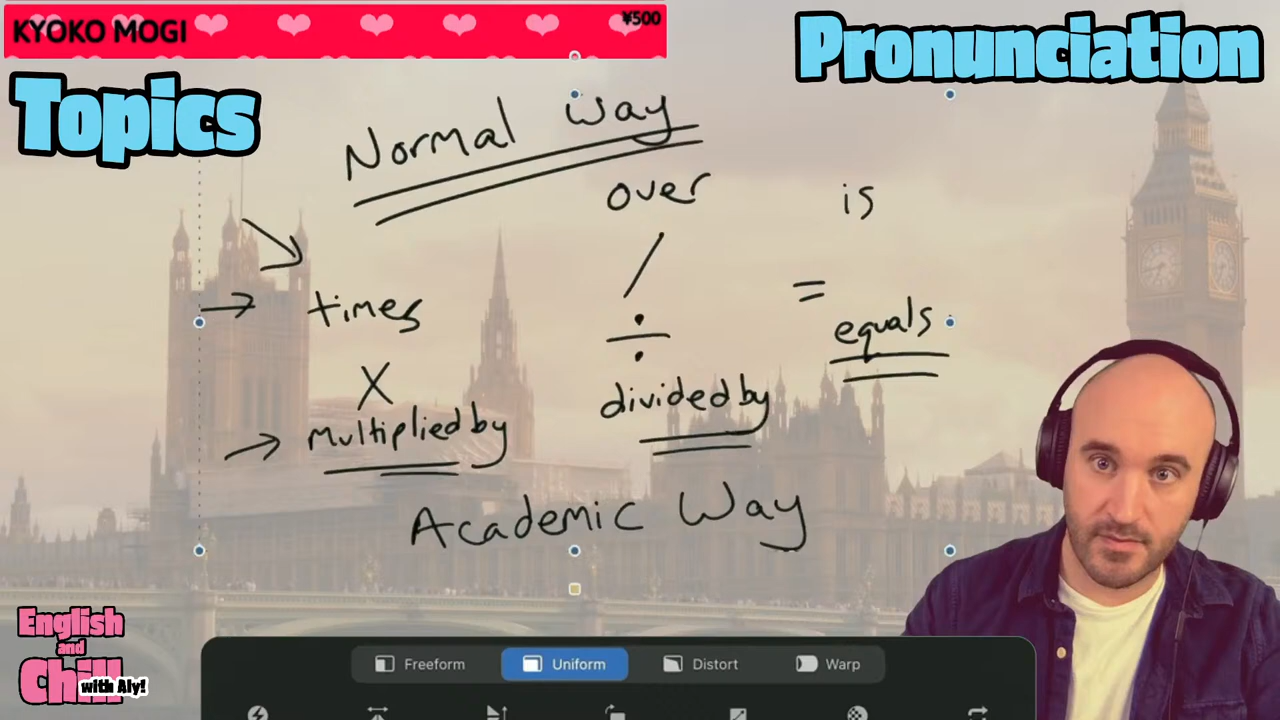 KYOKO MOGI ¥500
Topics
Pronunciation
Normal Way
over
is
/
times
÷
=
equals
X
divided by
Multiplied by
Academic Way
English
and
Chill
with Aly!
Freeform Uniform Distort Warp